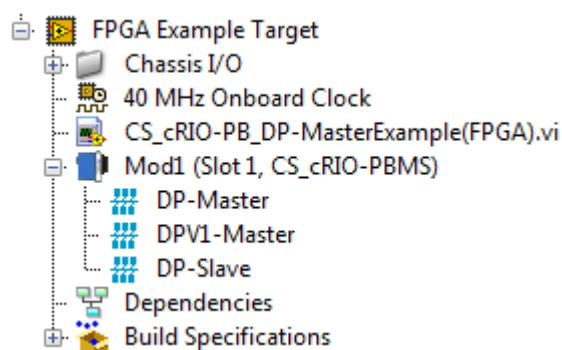 FPGA Example Target
Chassis I/O
40 MHz Onboard Clock
CS_cRIO-PB_DP-MasterExample(FPGA).vi
Mod1 (Slot 1, CS_cRIO-PBMS)
DP-Master
DPV1-Master
DP-Slave
Dependencies
Build Specifications